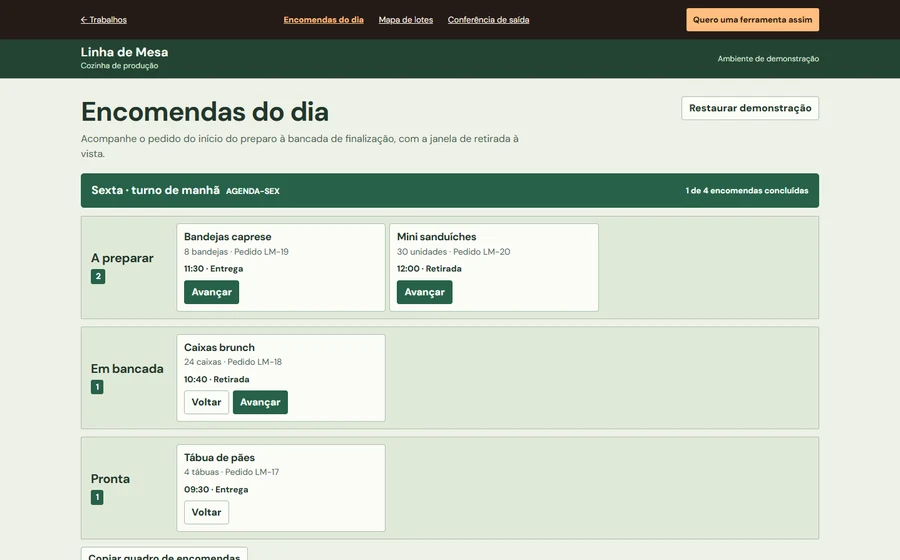 ← Trabalhos
Encomendas do dia
Mapa de lotes
Conferência de saída
Quero uma ferramenta assim
Linha de Mesa
Cozinha de produção
Ambiente de demonstração
Encomendas do dia
Restaurar demonstração
Acompanhe o pedido do início do preparo à bancada de finalização, com a janela de retirada à
vista.
Sexta · turno de manhã AGENDA-SEX
1 de 4 encomendas concluídas
A preparar
2
Bandejas caprese
8 bandejas · Pedido LM-19
11:30 · Entrega
Avançar
Mini sanduíches
30 unidades · Pedido LM-20
12:00 · Retirada
Avançar
Em bancada
1
Caixas brunch
24 caixas · Pedido LM-18
10:40 · Retirada
Voltar
Avançar
Pronta
1
Tábua de pães
4 tábuas · Pedido LM-17
09:30 · Entrega
Voltar
Copiar quadro de encomendas